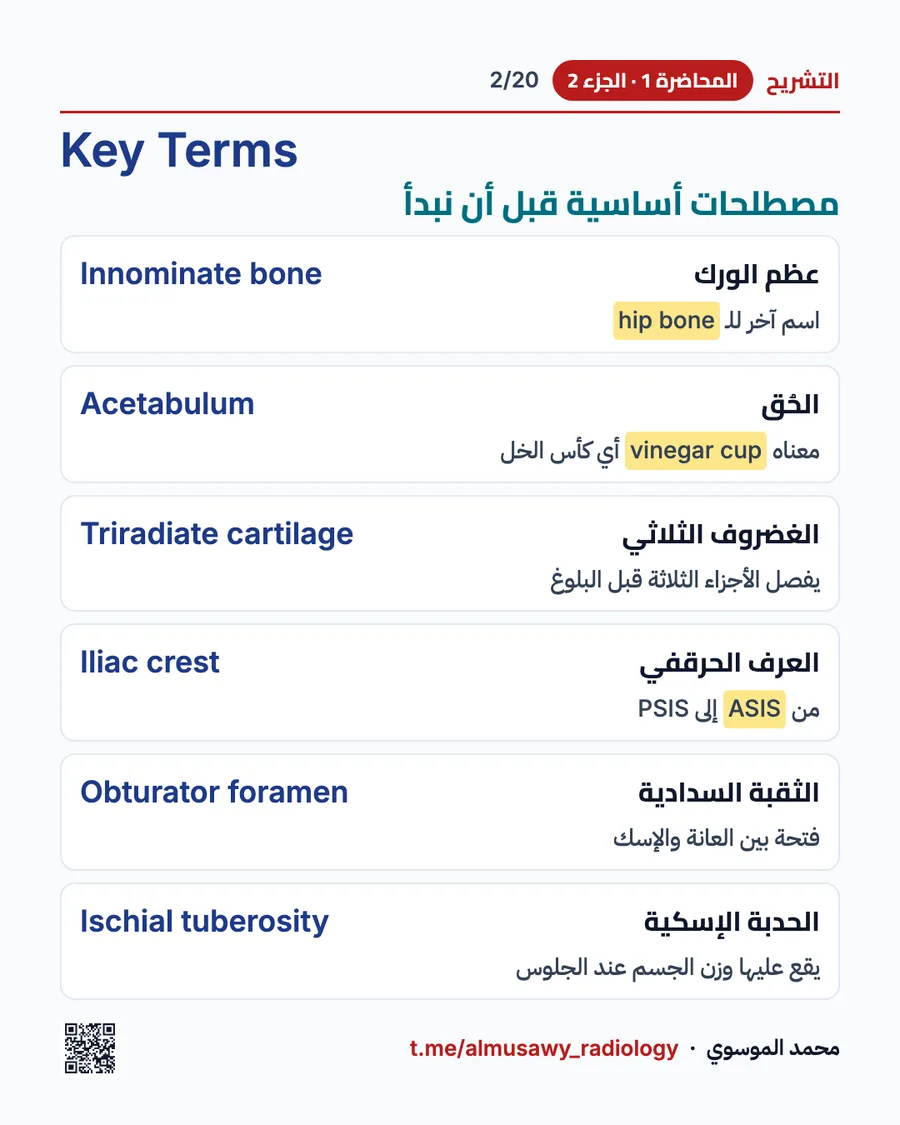 التشريح المحاضرة 1 · الجزء 2 2/20
Key Terms
مصطلحات أساسية قبل أن نبدأ
Innominate bone عظم الورك
اسم آخر للـ hip bone
Acetabulum الحُق
معناه vinegar cup أي كأس الخل
Triradiate cartilage الغضروف الثلاثي
يفصل الأجزاء الثلاثة قبل البلوغ
Iliac crest العرف الحرقفي
من ASIS إلى PSIS
Obturator foramen الثقبة السدادية
فتحة بين العانة والإسك
Ischial tuberosity الحدبة الإسكية
يقع عليها وزن الجسم عند الجلوس
محمد الموسوي · t.me/almusawy_radiology